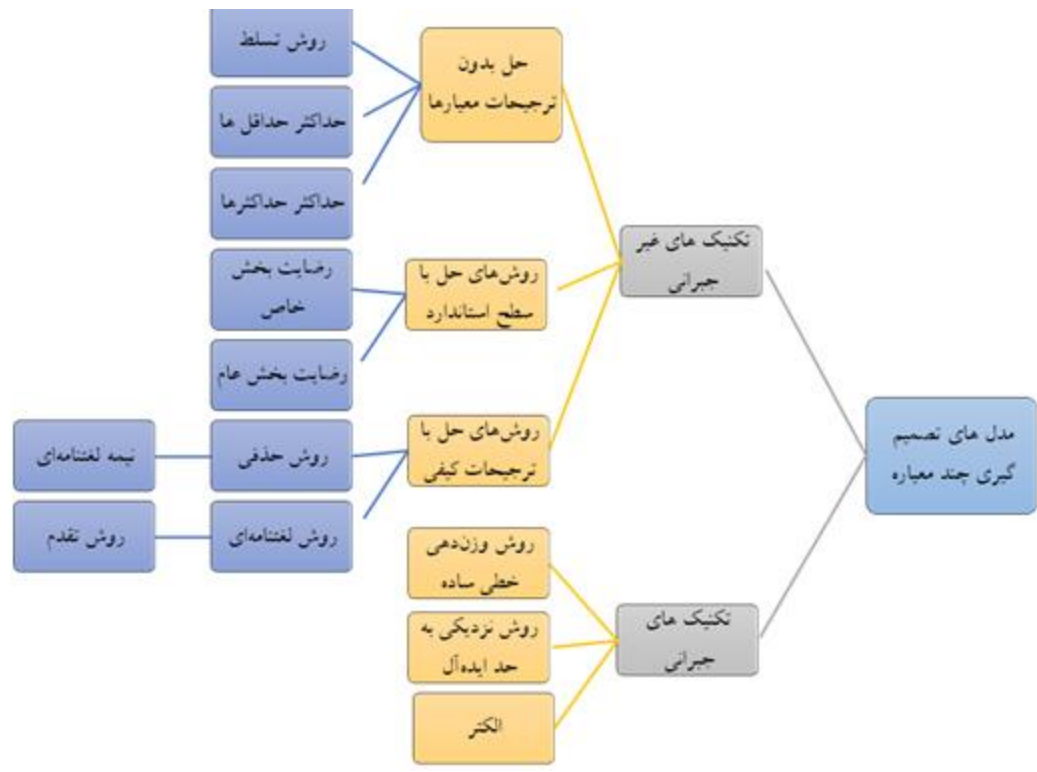 مدل های تصمیم
گیری چند معیاره
تکنیک های غیر
جبرانی
حل بدون
ترجیحات معیارها
روش تسلط
حداکثر حداقل ها
حداکثر حداکثرها
روش‌های حل با
سطح استاندارد
رضایت بخش
خاص
رضایت بخش عام
روش‌های حل با
ترجیحات کیفی
روش حذفی
نیمه لغتنامه‌ای
روش لغتنامه‌ای
روش تقدم
تکنیک های
جبرانی
روش وزن‌دهی
خطی ساده
روش نزدیکی به
حد ایده‌آل
الکتر